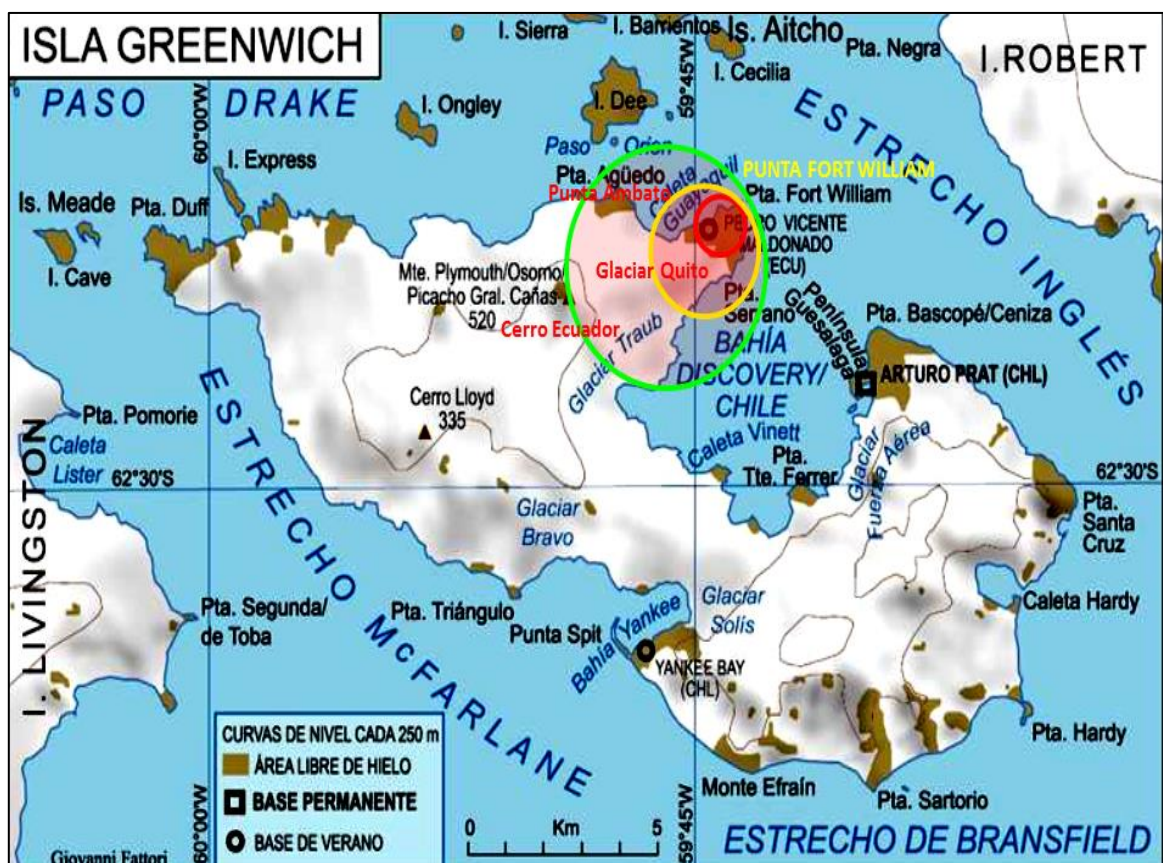 ISLA GREENWICH
I. Sierra
I. Barrientos
Is. Aitcho
Pta. Negra
I. Cecilia
I.ROBERT
59°45'W
PASO DRAKE
60°00'W
I. Ongley
I. Dee
Paso Orion
ESTRECHO INGLÉS
I. Express
Pta. Agüedo
Caleta Guayaquil
PUNTA FORT WILLIAM
Punta Ambato
Pta. Fort William
Is. Meade
Pta. Duff
PEDRO VICENTE
MALDONADO
(ECU)
I. Cave
Mte. Plymouth/Osorno/
Picacho Gral. Cañas
520
Glaciar Quito
Pta.
Serrano
Península
Guesalaga
Pta. Bascopé/Ceniza
Cerro Ecuador
Glaciar Traub
BAHÍA
DISCOVERY/
CHILE
ARTURO PRAT (CHL)
Pta. Pomorie
Cerro Lloyd
335
Caleta Vinett
Caleta
Lister
62°30'S
Pta.
Tte. Ferrer
Glaciar
Fuerza Aérea
62°30'S
I. LIVINGSTON
ESTRECHO McFARLANE
Glaciar
Bravo
Pta.
Santa
Cruz
Pta. Segunda/
de Toba
Pta. Triángulo
Punta Spit
Bahía Yankee
Glaciar
Solís
Caleta Hardy
YANKEE BAY
(CHL)
Pta. Hardy
CURVAS DE NIVEL CADA 250 m
ÁREA LIBRE DE HIELO
BASE PERMANENTE
BASE DE VERANO
60°00'W
0 Km 5
59°45'W
Monte Efraín
Pta. Sartorio
ESTRECHO DE BRANSFIELD
Giovanni Fattori